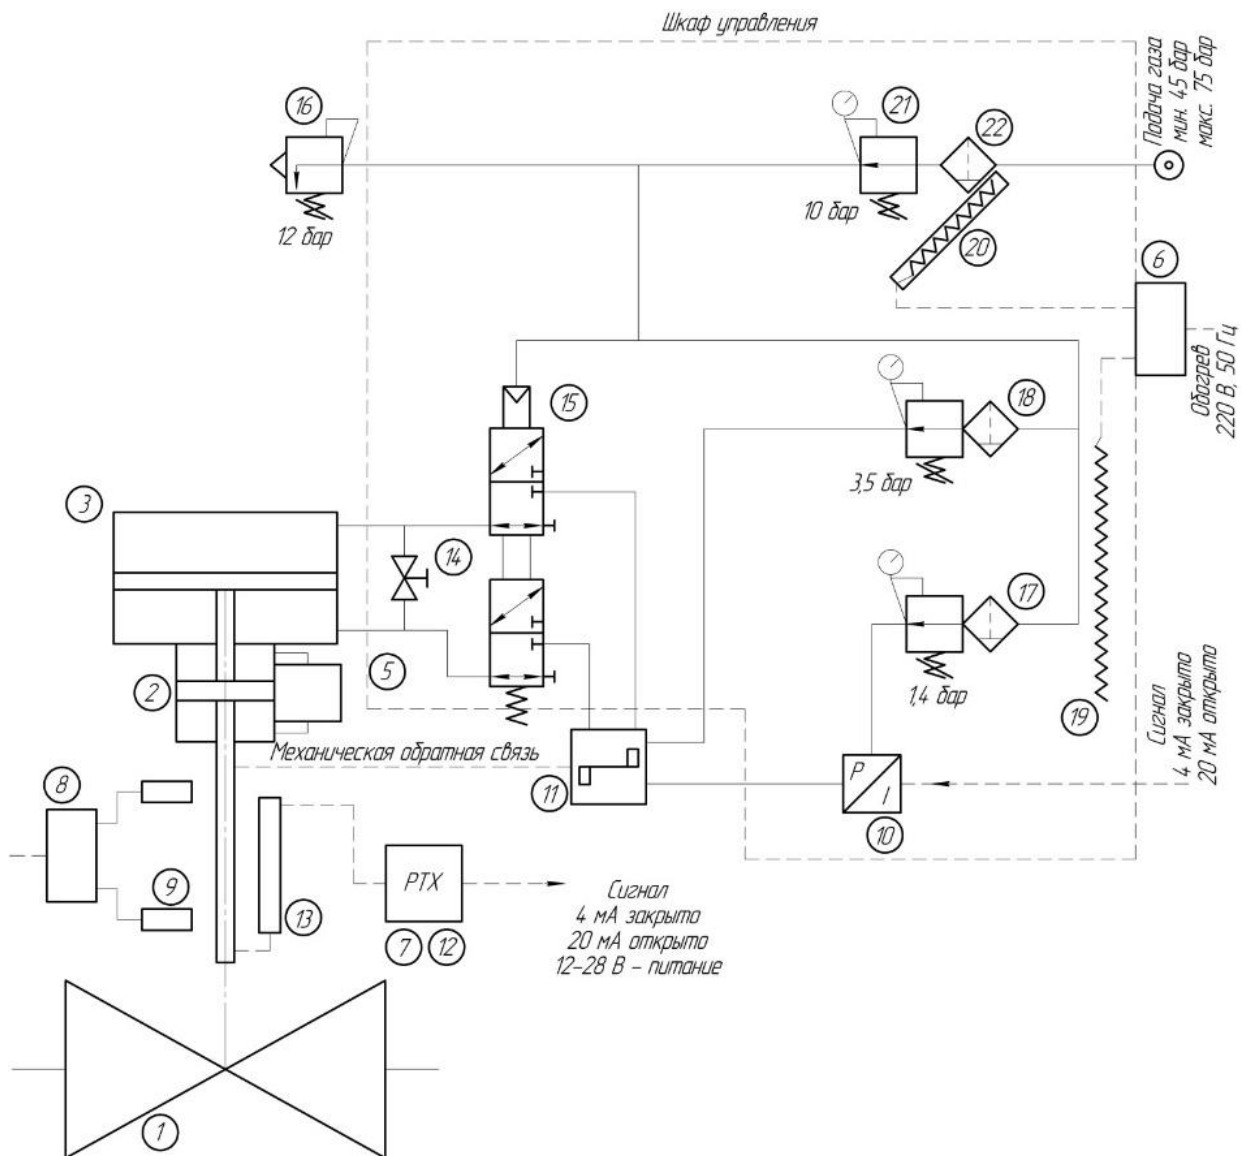 Шкаф управления
Подача газа
мин. 45 бар
макс. 75 бар
16
21
22
12 бар
10 бар
20
6
Обогрев
220 В, 50 Гц
15
18
3
3,5 бар
14
17
5
2
1,4 бар
19
Сигнал
4 мА закрыто
20 мА открыто
Механическая обратная связь
8
11
P
I
10
9
13
PTX
7
12
Сигнал
4 мА закрыто
20 мА открыто
12–28 В – питание
1